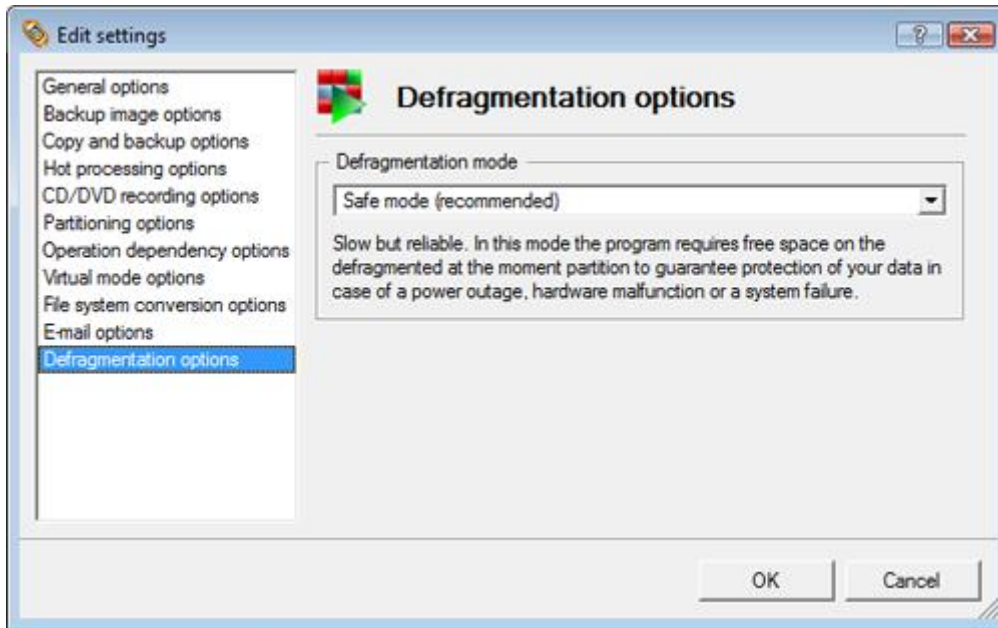 Edit settings
General options
Backup image options
Copy and backup options
Hot processing options
CD/DVD recording options
Partitioning options
Operation dependency options
Virtual mode options
File system conversion options
E-mail options
Defragmentation options
Defragmentation options
Defragmentation mode
Safe mode (recommended)
Slow but reliable. In this mode the program requires free space on the
defragmented at the moment partition to guarantee protection of your data in
case of a power outage, hardware malfunction or a system failure.
OK
Cancel